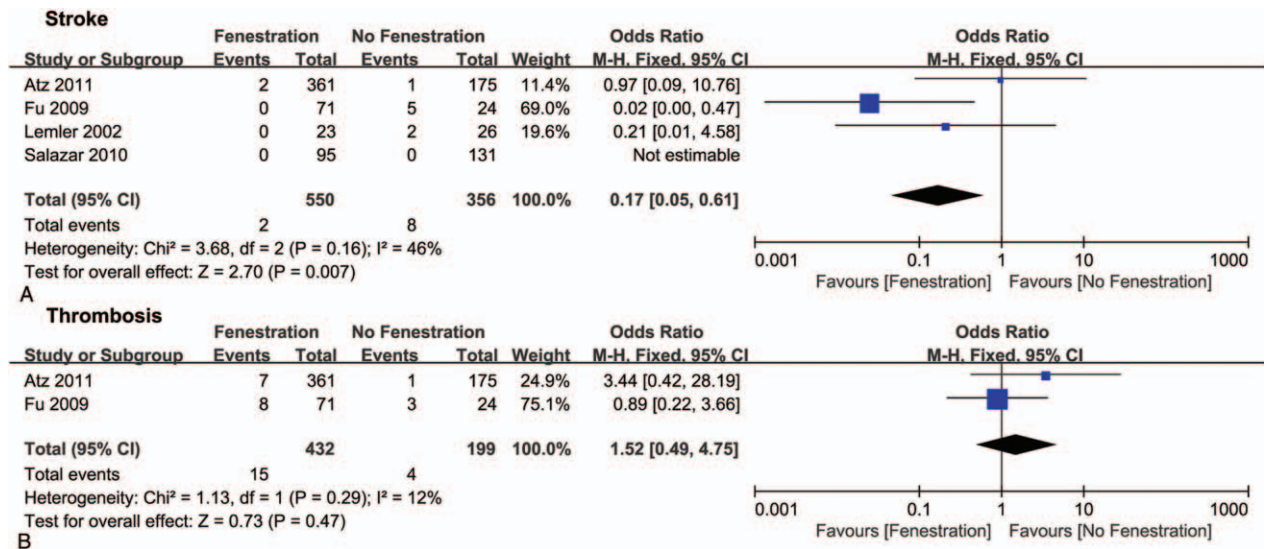 Stroke
Fenestration No Fenestration Odds Ratio Odds Ratio
Study or Subgroup Events Total Events Total Weight M-H. Fixed. 95% CI M-H. Fixed. 95% CI
Atz 2011 2 361 1 175 11.4% 0.97 [0.09, 10.76]
Fu 2009 0 71 5 24 69.0% 0.02 [0.00, 0.47]
Lemler 2002 0 23 2 26 19.6% 0.21 [0.01, 4.58]
Salazar 2010 0 95 0 131 Not estimable
Total (95% CI) 550 356 100.0% 0.17 [0.05, 0.61]
Total events 2 8
Heterogeneity: Chi² = 3.68, df = 2 (P = 0.16); I² = 46%
Test for overall effect: Z = 2.70 (P = 0.007)
0.001 0.1 1 10 1000
Favours [Fenestration] Favours [No Fenestration]
A
Thrombosis
Fenestration No Fenestration Odds Ratio Odds Ratio
Study or Subgroup Events Total Events Total Weight M-H. Fixed. 95% CI M-H. Fixed. 95% CI
Atz 2011 7 361 1 175 24.9% 3.44 [0.42, 28.19]
Fu 2009 8 71 3 24 75.1% 0.89 [0.22, 3.66]
Total (95% CI) 432 199 100.0% 1.52 [0.49, 4.75]
Total events 15 4
Heterogeneity: Chi² = 1.13, df = 1 (P = 0.29); I² = 12%
Test for overall effect: Z = 0.73 (P = 0.47)
0.001 0.1 1 10 1000
Favours [Fenestration] Favours [No Fenestration]
B